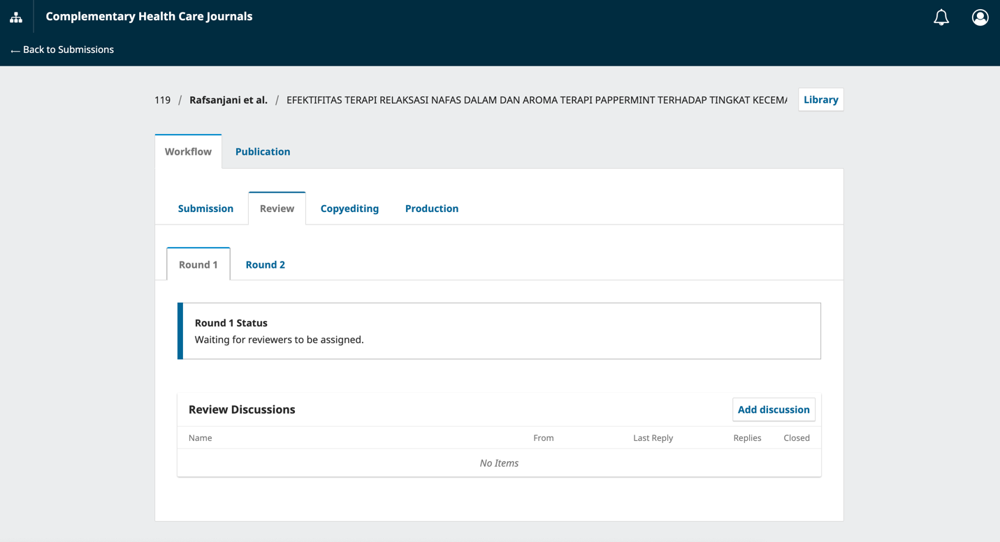 Complementary Health Care Journals
← Back to Submissions
119 / Rafsanjani et al. / EFEKTIFITAS TERAPI RELAKSASI NAFAS DALAM DAN AROMA TERAPI PAPPERMINT TERHADAP TINGKAT KECEMA
Library
Workflow Publication
Submission Review Copyediting Production
Round 1 Round 2
Round 1 Status
Waiting for reviewers to be assigned.
Review Discussions Add discussion
Name From Last Reply Replies Closed
No Items